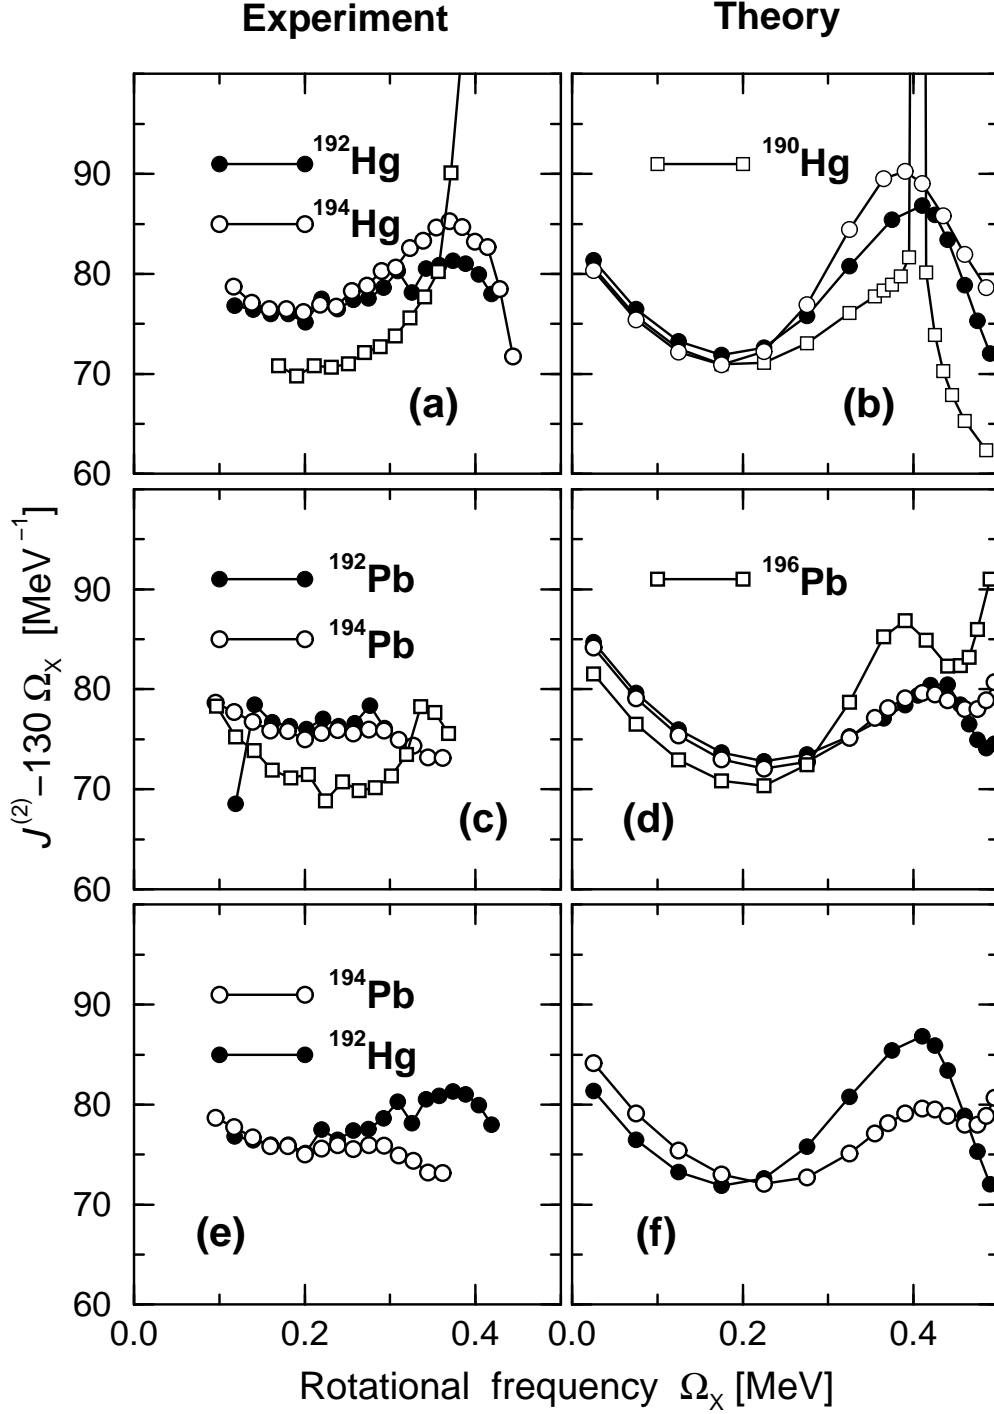 Experiment Theory
90
80
70
60
¹⁹²Hg
¹⁹⁴Hg
(a)
¹⁹⁰Hg
(b)
90
80
70
60
¹⁹²Pb
¹⁹⁴Pb
(c)
¹⁹⁶Pb
(d)
90
80
70
60
¹⁹⁴Pb
¹⁹²Hg
(e)
(f)
J⁽²⁾−130 Ωₓ [MeV⁻¹]
0.0 0.2 0.4 0.0 0.2 0.4
Rotational frequency Ωₓ [MeV]